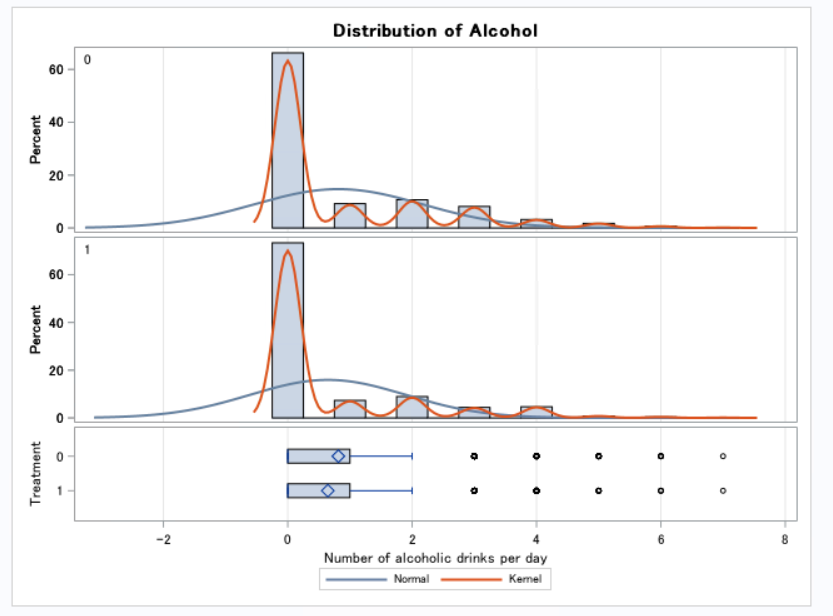 Distribution of Alcohol
0
60
40
20
0
Percent
1
60
40
20
0
Percent
0
1
Treatment
−2 0 2 4 6 8
Number of alcoholic drinks per day
Normal Kernel